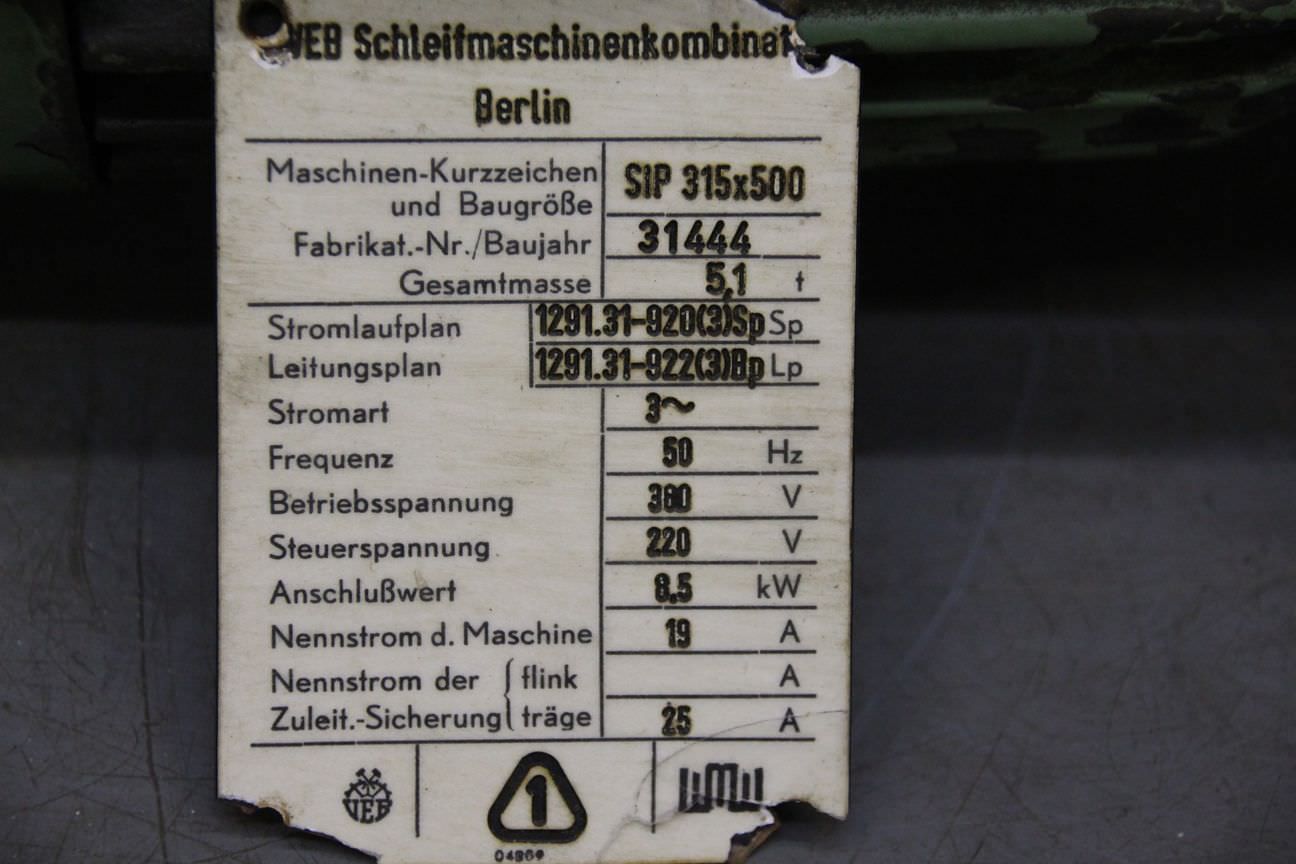 VEB Schleifmaschinenkombinat
Berlin
Maschinen-Kurzzeichen
und Baugröße SIP 315x500
Fabrikat.-Nr./Baujahr 31444
Gesamtmasse 5,1 t
Stromlaufplan 1291.31-920(3)Sp Sp
Leitungsplan 1291.31-922(3)Bp Lp
Stromart 3~
Frequenz 50 Hz
Betriebsspannung 380 V
Steuerspannung 220 V
Anschlußwert 8,5 kW
Nennstrom d. Maschine 19 A
Nennstrom der flink A
Zuleit.-Sicherung träge 25 A
VEB 1 WMW